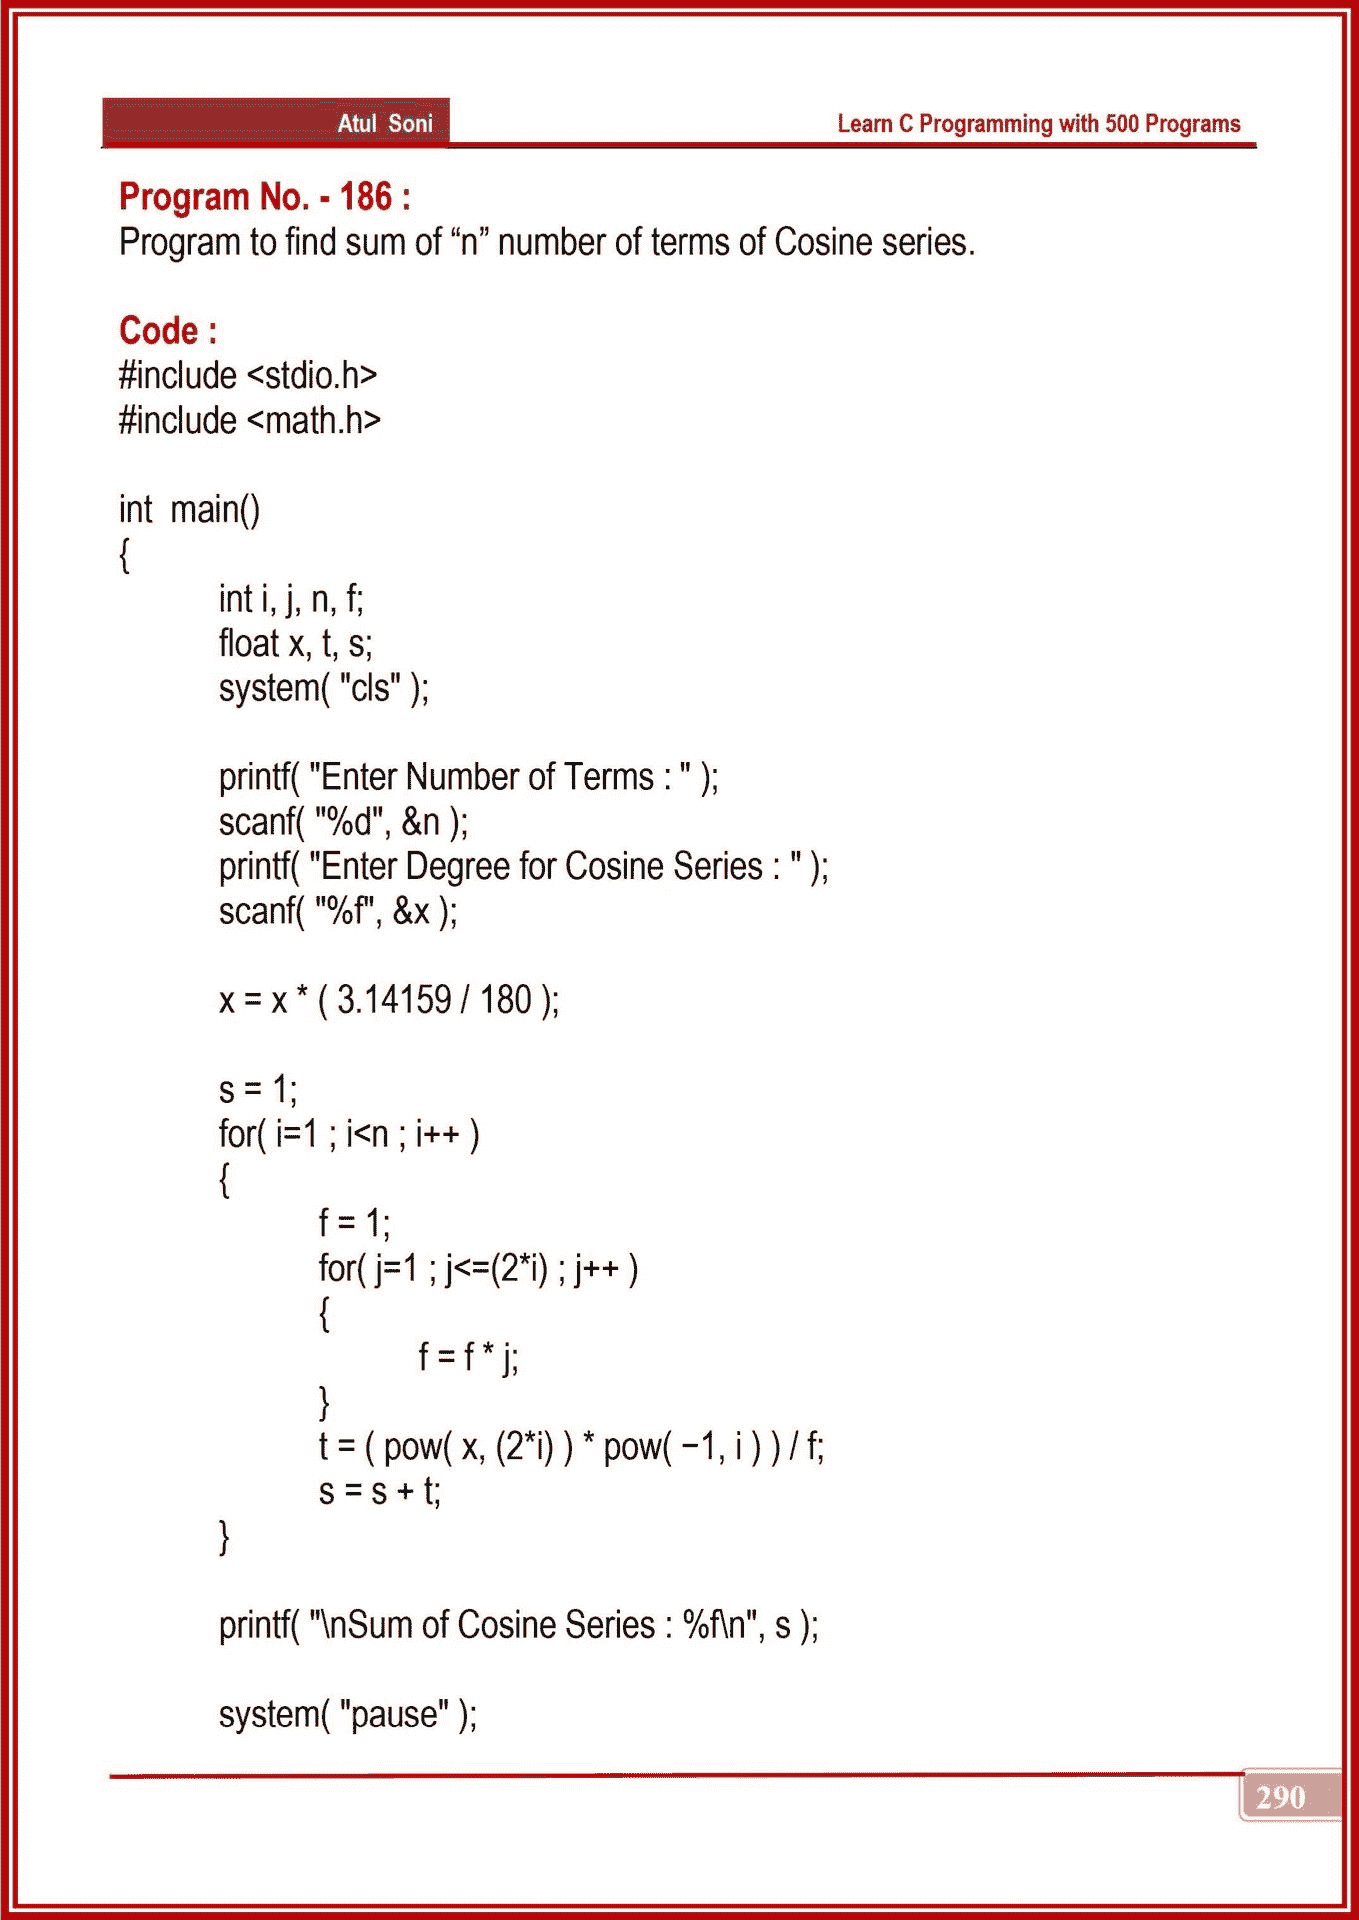 Atul Soni
Learn C Programming with 500 Programs
Program No. - 186 :
Program to find sum of “n” number of terms of Cosine series.
Code :
#include <stdio.h>
#include <math.h>
int main()
{
int i, j, n, f;
float x, t, s;
system( "cls" );
printf( "Enter Number of Terms : " );
scanf( "%d", &n );
printf( "Enter Degree for Cosine Series : " );
scanf( "%f", &x );
x = x * ( 3.14159 / 180 );
s = 1;
for( i=1 ; i<n ; i++ )
{
f = 1;
for( j=1 ; j<=(2*i) ; j++ )
{
f = f * j;
}
t = ( pow( x, (2*i) ) * pow( −1, i ) ) / f;
s = s + t;
}
printf( "\nSum of Cosine Series : %f\n", s );
system( "pause" );
290